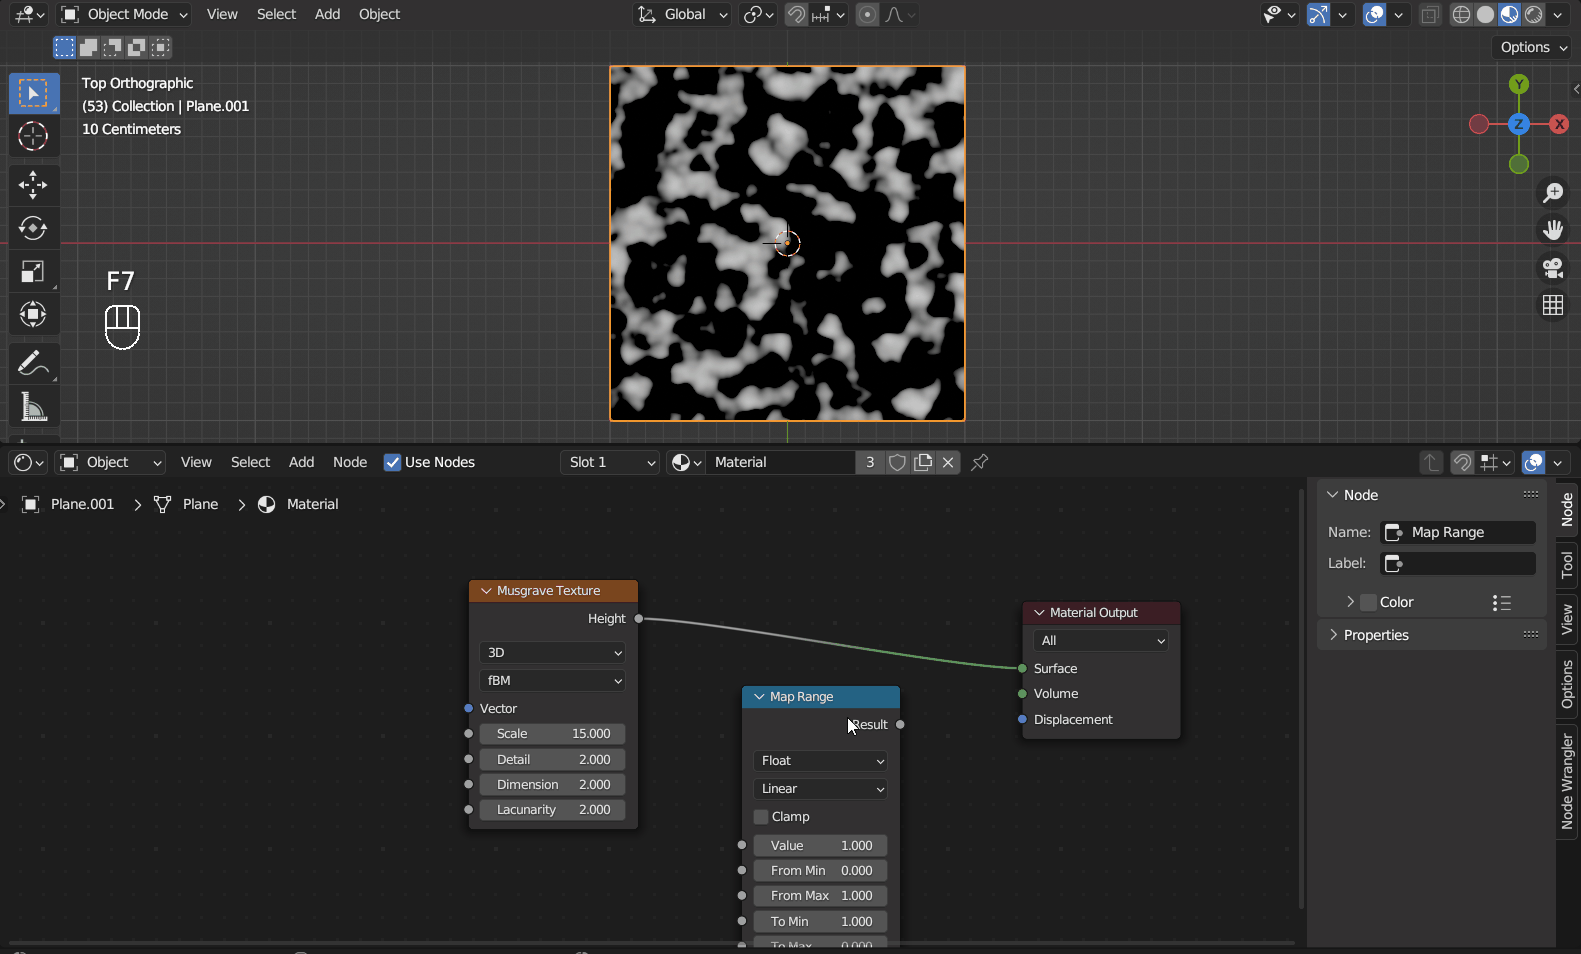 Object Mode View Select Add Object Global
Options
Top Orthographic
(53) Collection | Plane.001
10 Centimeters
Y
Z
X
F7
Object View Select Add Node Use Nodes Slot 1 Material 3
Plane.001 > Plane > Material
Node
Name: Map Range
Label:
Color
Properties
Node
Tool
View
Options
Node Wrangler
Musgrave Texture
Height
3D
fBM
Vector
Scale 15.000
Detail 2.000
Dimension 2.000
Lacunarity 2.000
Map Range
Result
Float
Linear
Clamp
Value 1.000
From Min 0.000
From Max 1.000
To Min 1.000
To Max 0.000
Material Output
All
Surface
Volume
Displacement